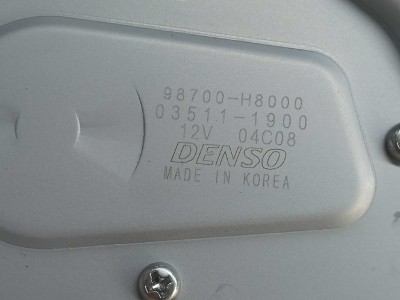 98700-H8000
03511-1900
12V 04C08
DENSO
MADE IN KOREA